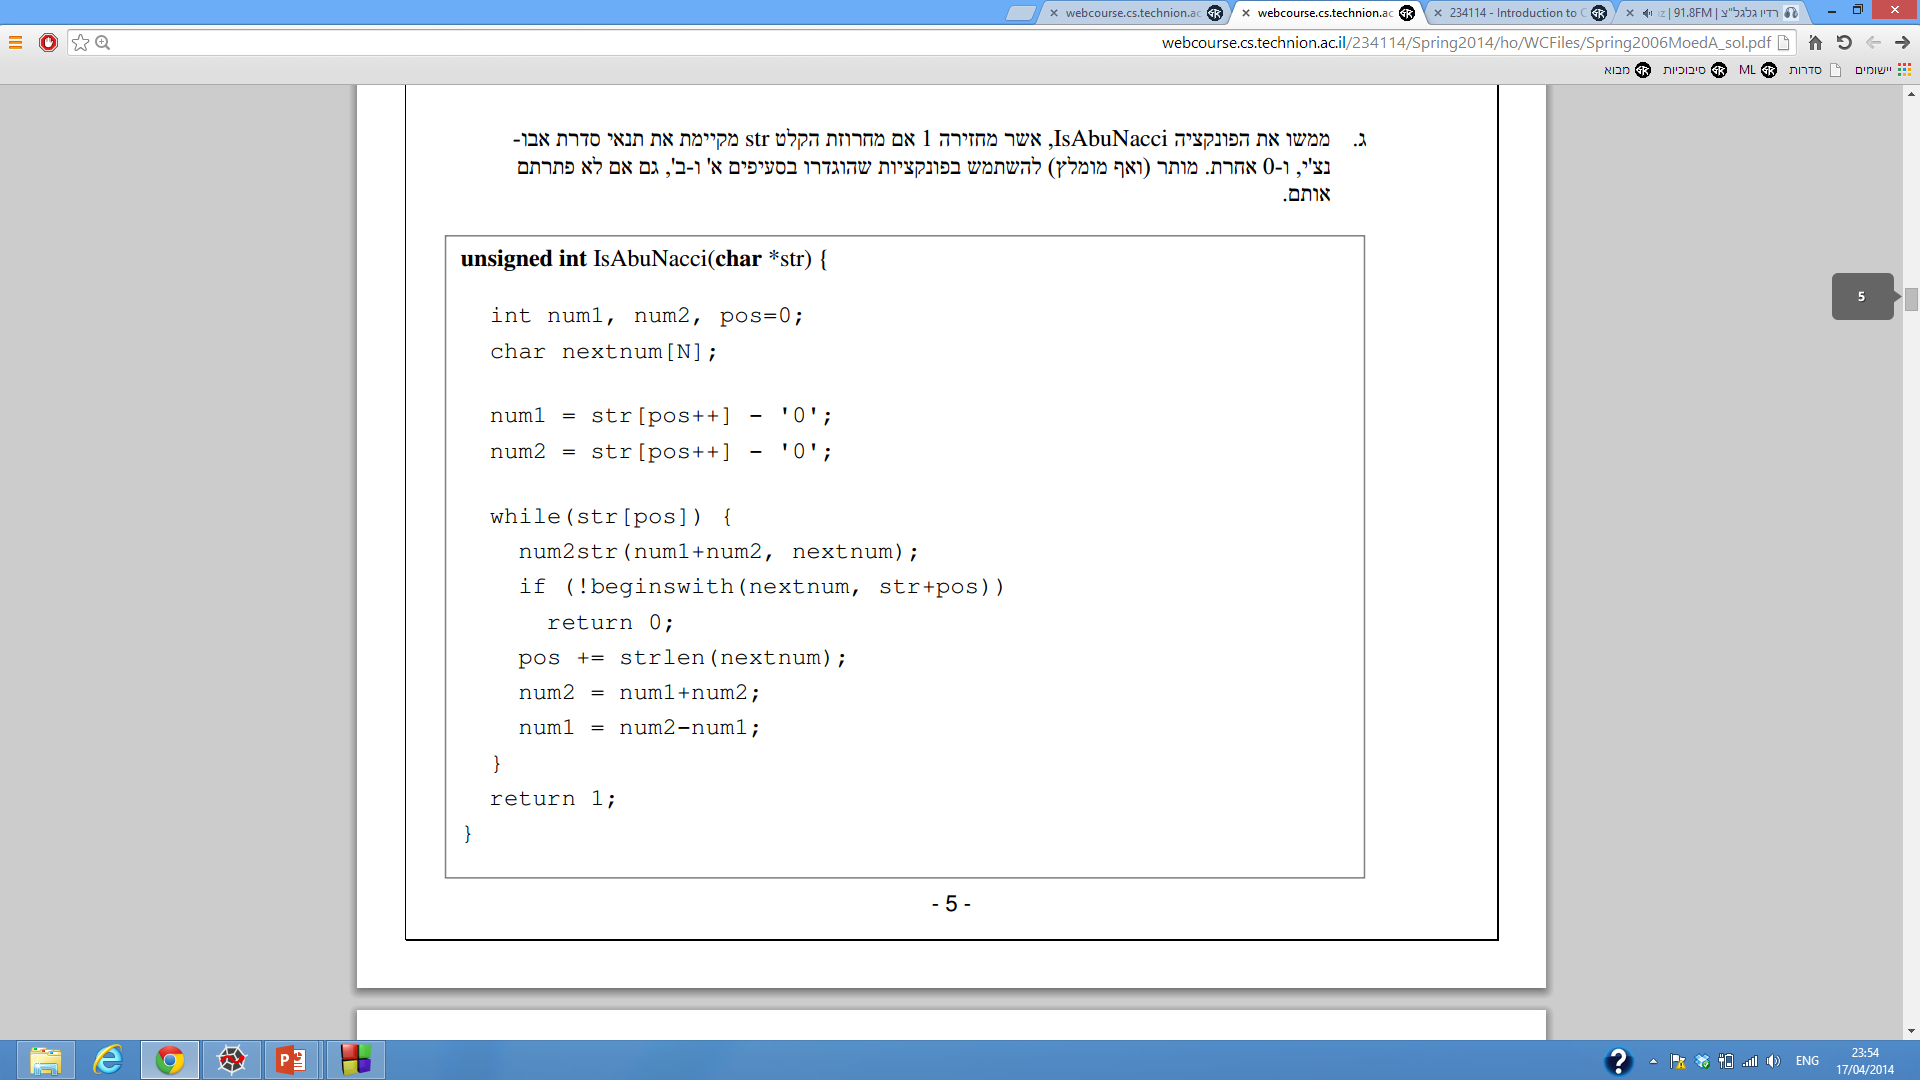 webcourse.cs.technion.ac
webcourse.cs.technion.ac
234114 - Introduction to C
רדיו גלגל"צ | 91.8FM |
webcourse.cs.technion.ac.il/234114/Spring2014/ho/WCFiles/Spring2006MoedA_sol.pdf
יישומים
סדרות
ML
סיבוכיות
מבוא
ג. ממשו את הפונקציה IsAbuNacci, אשר מחזירה 1 אם מחרוזת הקלט str מקיימת את תנאי סדרת אבו-
נצ'י, ו-0 אחרת. מותר (ואף מומלץ) להשתמש בפונקציות שהוגדרו בסעיפים א' ו-ב', גם אם לא פתרתם
אותם.
unsigned int IsAbuNacci(char *str) {
int num1, num2, pos=0;
char nextnum[N];
num1 = str[pos++] - '0';
num2 = str[pos++] - '0';
while(str[pos]) {
num2str(num1+num2, nextnum);
if (!beginswith(nextnum, str+pos))
return 0;
pos += strlen(nextnum);
num2 = num1+num2;
num1 = num2-num1;
}
return 1;
}
- 5 -
5
ENG
23:54
17/04/2014